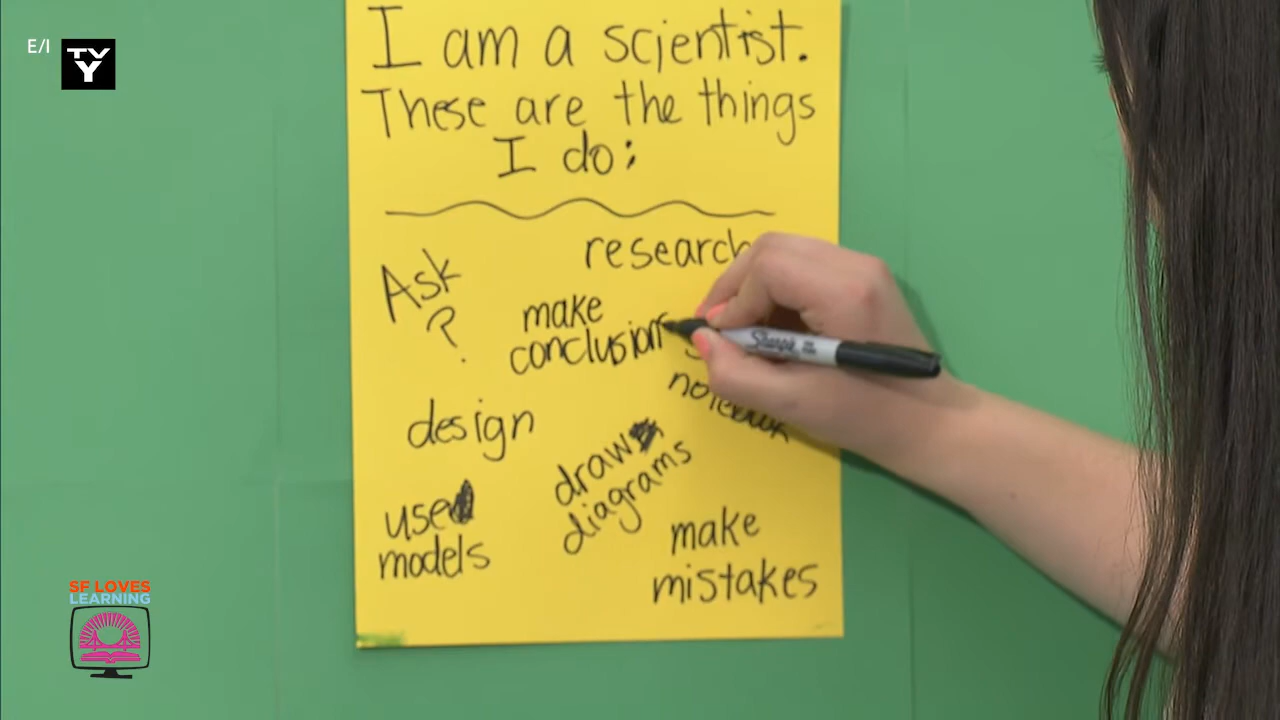 E/I
TV
Y
I am a scientist.
These are the things
I do:
research
Ask
?
make
conclusions
notebook
design
draw
diagrams
use
models
make
mistakes
Sharpie
SF LOVES
LEARNING